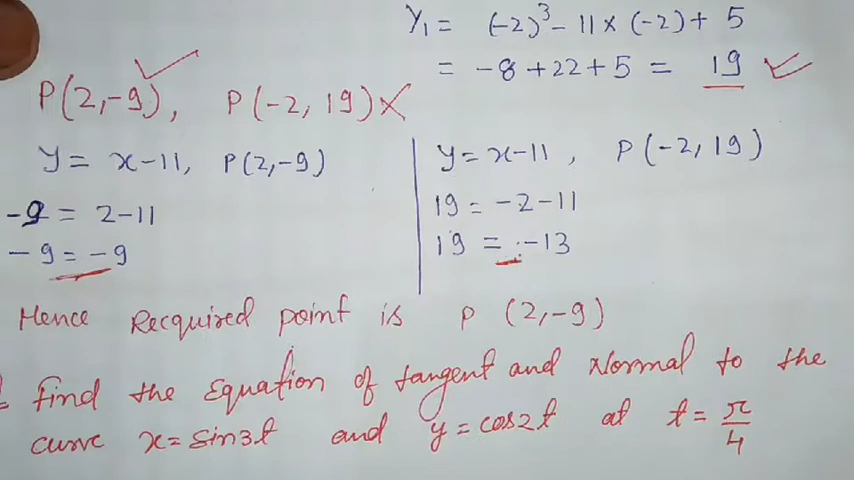 Y₁ = (-2)³ - 11 × (-2) + 5
= -8 + 22 + 5 = 19
P(2, -9), P(-2, 19)
y = x - 11, P(2, -9)
-9 = 2 - 11
-9 = -9
y = x - 11, P(-2, 19)
19 = -2 - 11
19 = -13
Hence Recquired point is P (2, -9)
find the Equation of tangent and Normal to the
curve x = sin3t and y = cos2t at t = π/4